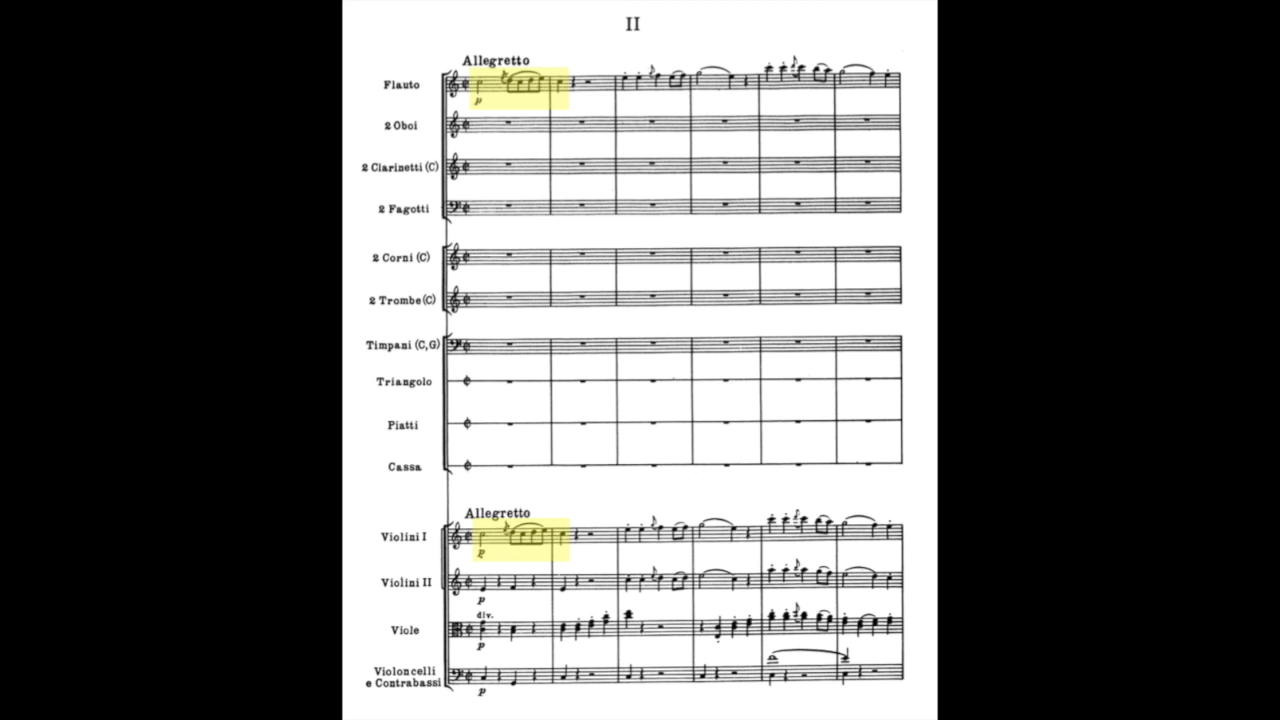 II
Allegretto
Flauto
p
2 Oboi
2 Clarinetti (C)
2 Fagotti
2 Corni (C)
2 Trombe (C)
Timpani (C,G)
Triangolo
Piatti
Cassa
Allegretto
Violini I
p
Violini II
p
div.
Viole
p
Violoncelli
e Contrabassi
p